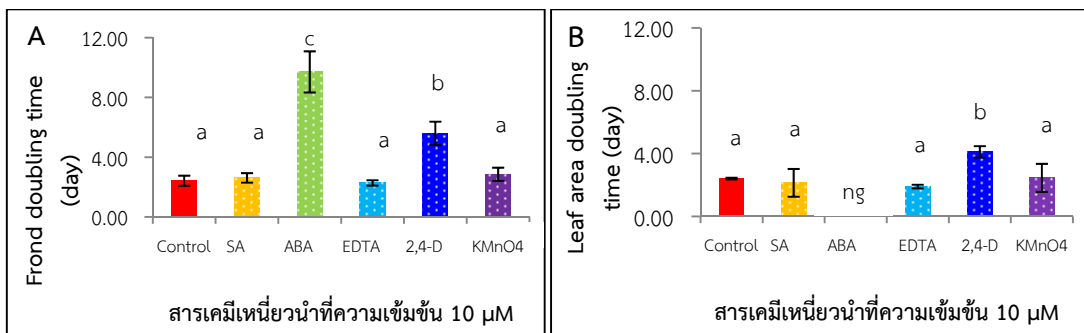 A
Frond doubling time
(day)
12.00
8.00
4.00
0.00
a
a
c
a
b
a
Control SA ABA EDTA 2,4-D KMnO4
สารเคมีเหนี่ยวนำที่ความเข้มข้น 10 µM
B
Leaf area doubling
time (day)
12.00
8.00
4.00
0.00
a
a
ng
a
b
a
Control SA ABA EDTA 2,4-D KMnO4
สารเคมีเหนี่ยวนำที่ความเข้มข้น 10 µM